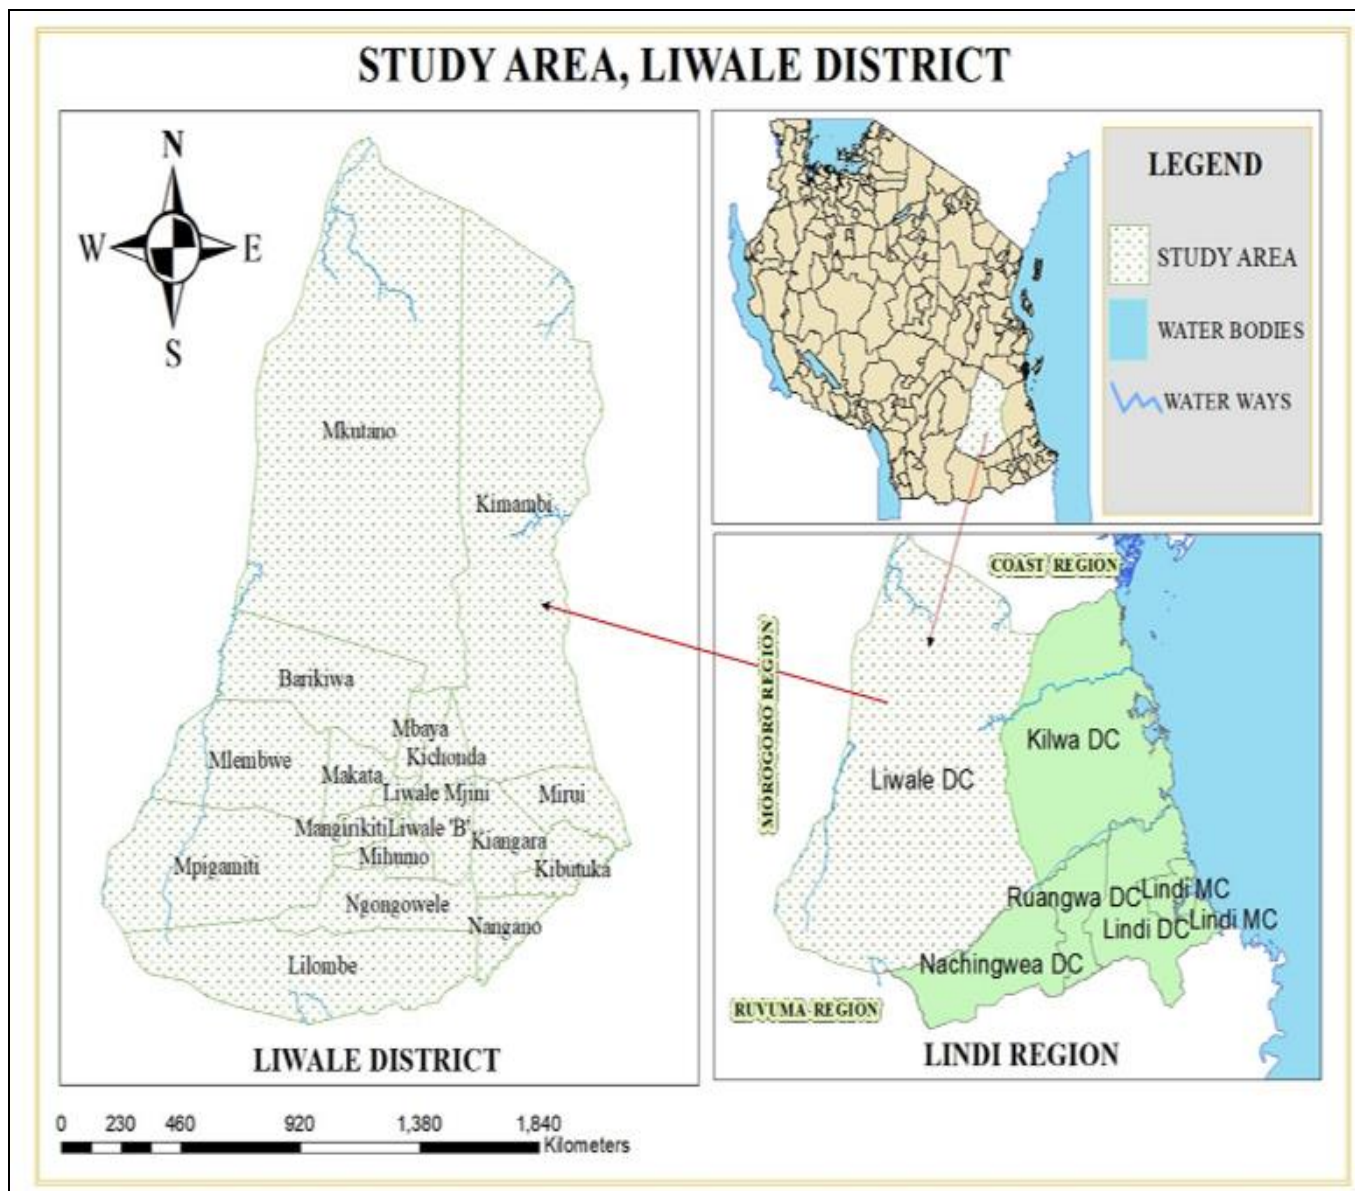 STUDY AREA, LIWALE DISTRICT
N
W
E
S
Mkutano
Kimambi
Barikiwa
Mbaya
Mlembwe
Kichonda
Makata
Liwale Mjini
Mirui
Mangirikiti
Liwale 'B'
Kiangara
Mihumo
Mpigamiti
Kibutuka
Ngongowele
Nangano
Lilombe
LIWALE DISTRICT
0 230 460 920 1,380 1,840
Kilometers
LEGEND
STUDY AREA
WATER BODIES
WATER WAYS
COAST REGION
MOROGORO REGION
Kilwa DC
Liwale DC
Ruangwa DC
Lindi MC
Lindi DC
Lindi MC
Nachingwea DC
RUVUMA REGION
LINDI REGION